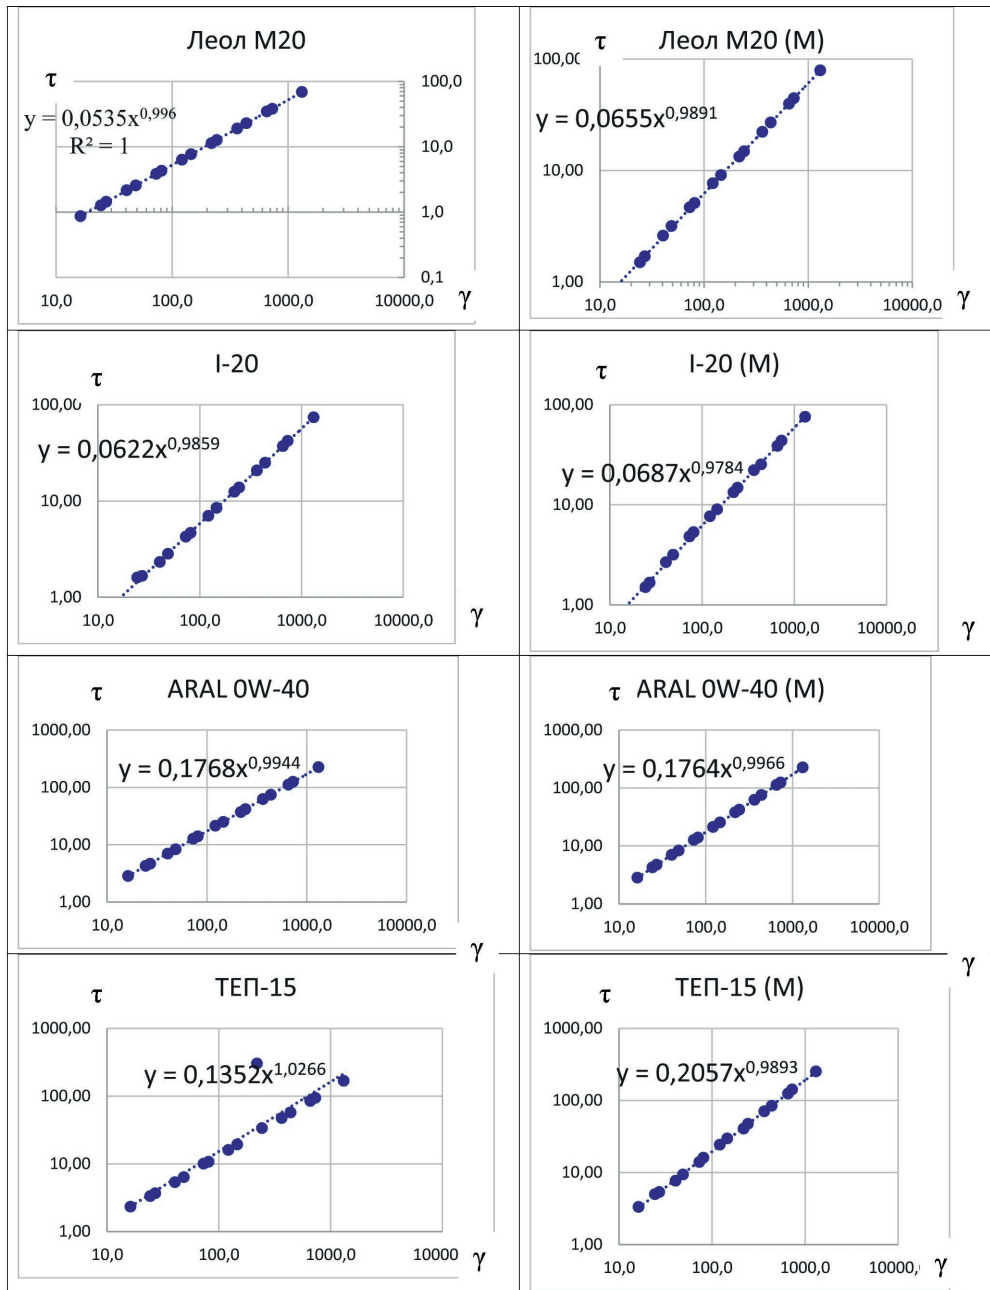 Леол М20
τ
100,0
y = 0,0535x^0,996
R² = 1
10,0
1,0
0,1
10,0 100,0 1000,0 10000,0 γ
Леол М20 (М)
τ
100,00
y = 0,0655x^0,9891
10,00
1,00
10,0 100,0 1000,0 10000,0 γ
I-20
τ
100,00
y = 0,0622x^0,9859
10,00
1,00
10,0 100,0 1000,0 10000,0
γ
I-20 (M)
τ
100,00
y = 0,0687x^0,9784
10,00
1,00
10,0 100,0 1000,0 10000,0
γ
τ ARAL 0W-40
1000,00
y = 0,1768x^0,9944
100,00
10,00
1,00
10,0 100,0 1000,0 10000,0
τ ARAL 0W-40 (M)
1000,00
y = 0,1764x^0,9966
100,00
10,00
1,00
10,0 100,0 1000,0 10000,0
γ
ТЕП-15
τ
1000,00
y = 0,1352x^1,0266
100,00
10,00
1,00
10,0 100,0 1000,0 10000
γ
ТЕП-15 (М)
τ
1000,00
y = 0,2057x^0,9893
100,00
10,00
1,00
10,0 100,0 1000,0 10000,
γ